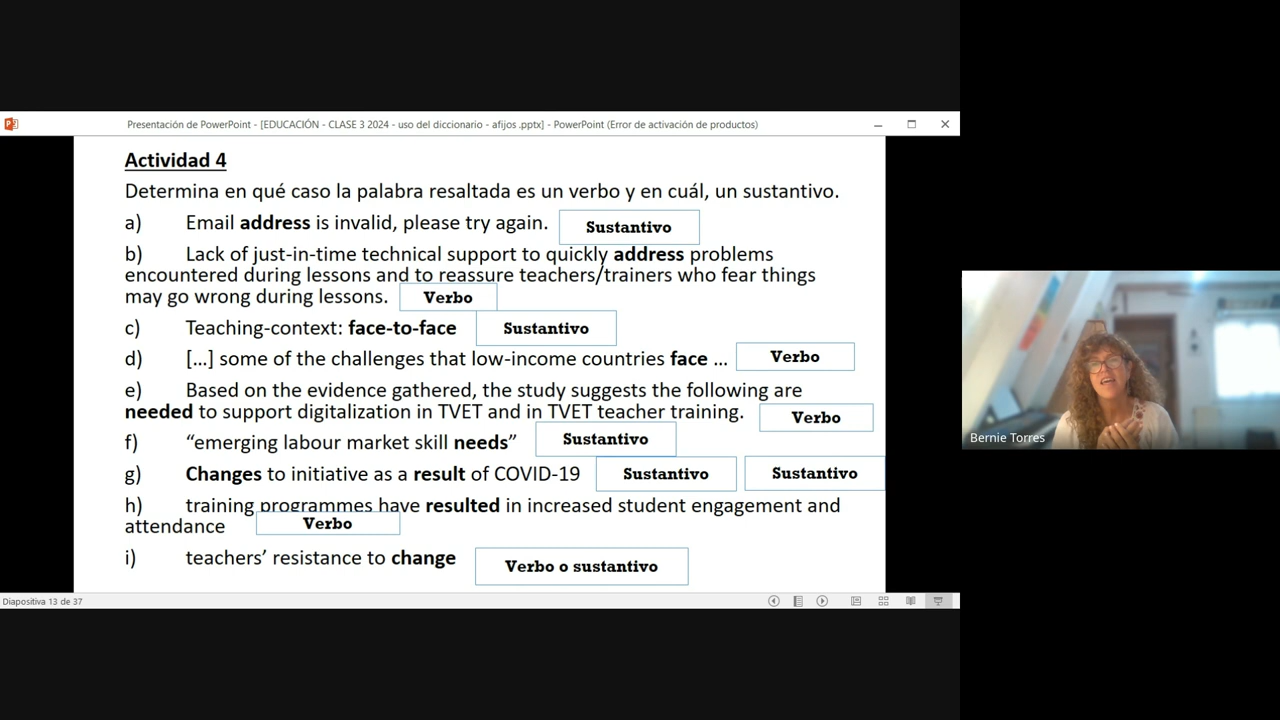 Presentación de PowerPoint - [EDUCACIÓN - CLASE 3 2024 - uso del diccionario - afijos .pptx] - PowerPoint (Error de activación de productos)
Actividad 4
Determina en qué caso la palabra resaltada es un verbo y en cuál, un sustantivo.
a) Email address is invalid, please try again. Sustantivo
b) Lack of just-in-time technical support to quickly address problems
encountered during lessons and to reassure teachers/trainers who fear things
may go wrong during lessons. Verbo
c) Teaching-context: face-to-face Sustantivo
d) [...] some of the challenges that low-income countries face ... Verbo
e) Based on the evidence gathered, the study suggests the following are
needed to support digitalization in TVET and in TVET teacher training. Verbo
f) “emerging labour market skill needs” Sustantivo
g) Changes to initiative as a result of COVID-19 Sustantivo Sustantivo
h) training programmes have resulted in increased student engagement and
attendance Verbo
i) teachers’ resistance to change Verbo o sustantivo
Diapositiva 13 de 37
Bernie Torres